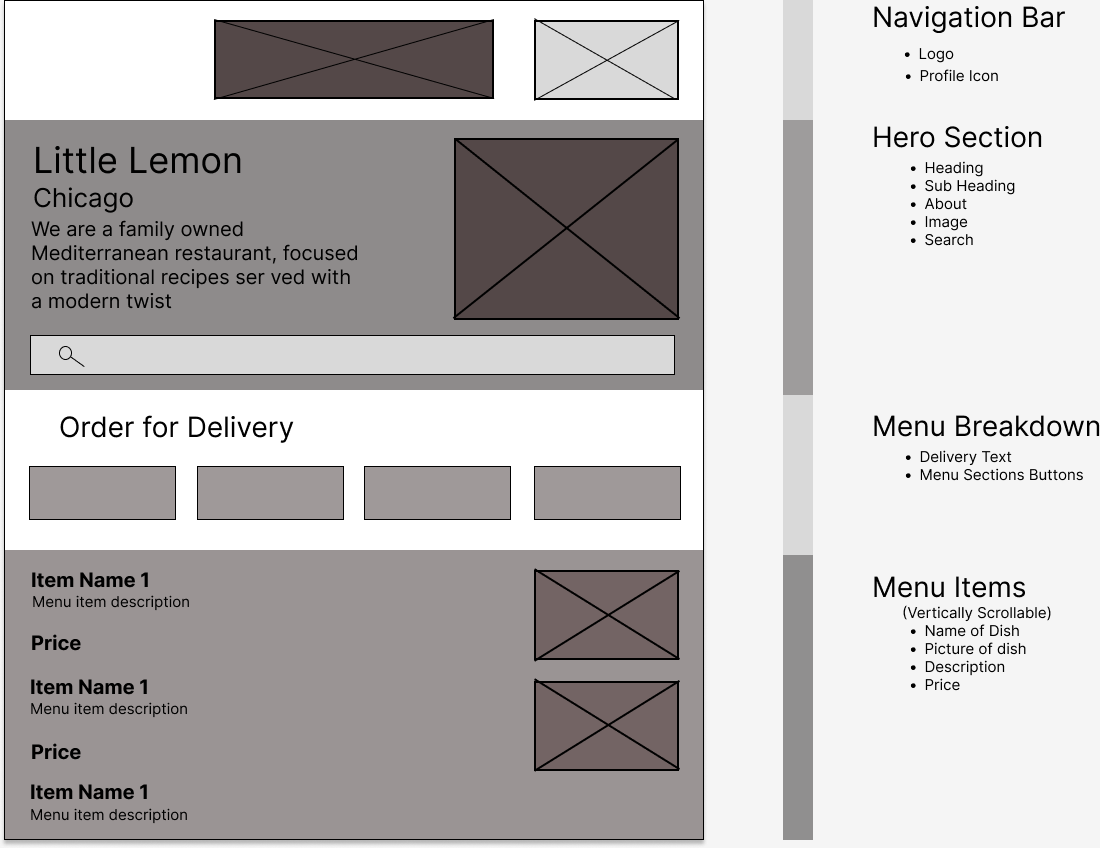 Little Lemon
Chicago
We are a family owned
Mediterranean restaurant, focused
on traditional recipes ser ved with
a modern twist
Order for Delivery
Item Name 1
Menu item description
Price
Item Name 1
Menu item description
Price
Item Name 1
Menu item description
Navigation Bar
• Logo
• Profile Icon
Hero Section
• Heading
• Sub Heading
• About
• Image
• Search
Menu Breakdown
• Delivery Text
• Menu Sections Buttons
Menu Items
(Vertically Scrollable)
• Name of Dish
• Picture of dish
• Description
• Price